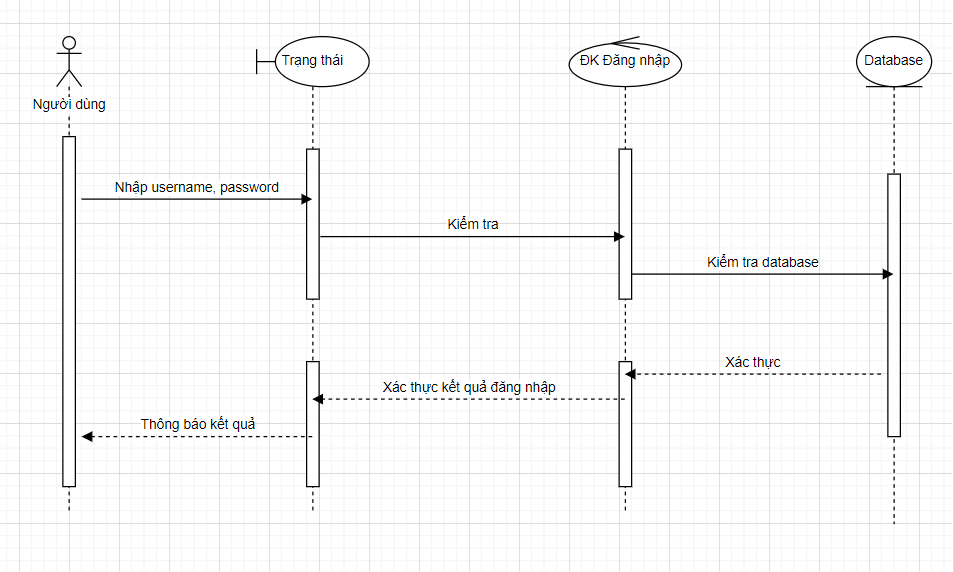 Trạng thái
ĐK Đăng nhập
Database
Người dùng
Nhập username, password
Kiểm tra
Kiểm tra database
Xác thực
Xác thực kết quả đăng nhập
Thông báo kết quả